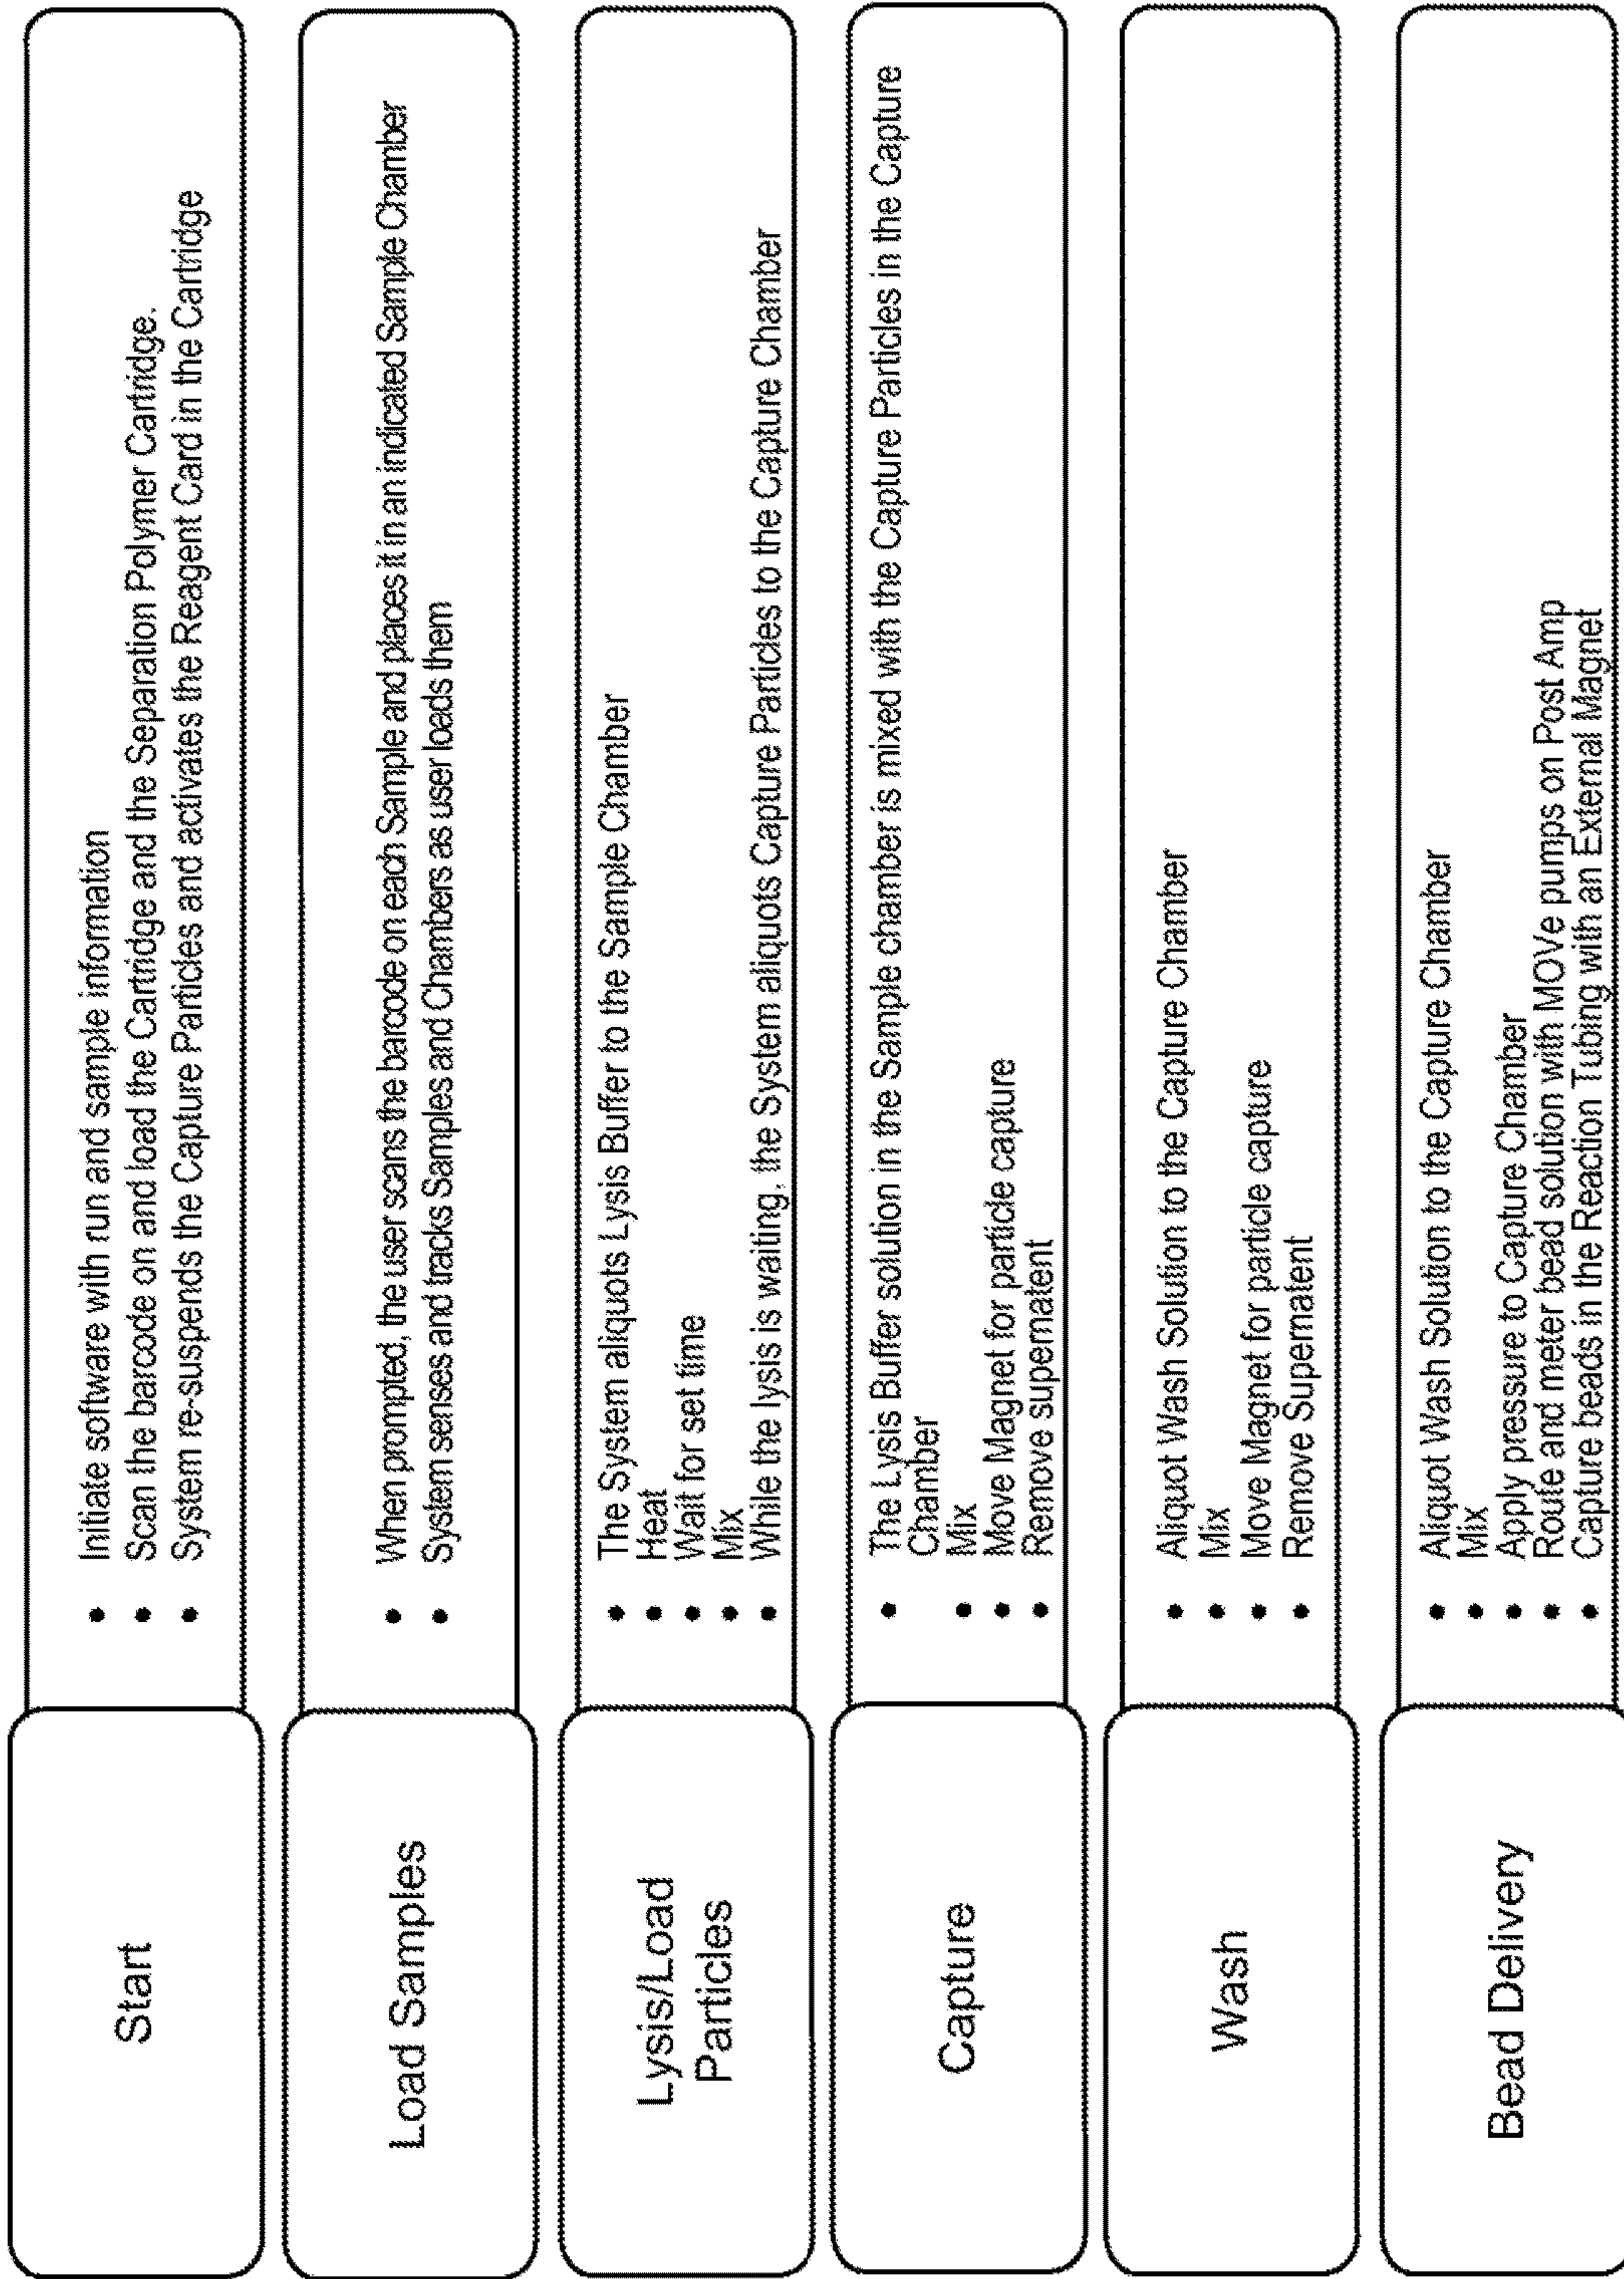 Start
• Initiate software with run and sample information
• Scan the barcode on and load the Cartridge and the Separation Polymer Cartridge.
• System re-suspends the Capture Particles and activates the Reagent Card in the Cartridge
Load Samples
• When prompted, the user scans the barcode on each Sample and places it in an indicated Sample Chamber
• System senses and tracks Samples and Chambers as user loads them
Lysis/Load
Particles
• The System aliquots Lysis Buffer to the Sample Chamber
• Heat
• Wait for set time
• Mix
• While the lysis is waiting, the System aliquots Capture Particles to the Capture Chamber
Capture
• The Lysis Buffer solution in the Sample chamber is mixed with the Capture Particles in the Capture
Chamber
• Mix
• Move Magnet for particle capture
• Remove supernatent
Wash
• Aliquot Wash Solution to the Capture Chamber
• Mix
• Move Magnet for particle capture
• Remove Supernatent
Bead Delivery
• Aliquot Wash Solution to the Capture Chamber
• Mix
• Apply pressure to Capture Chamber
• Route and meter bead solution with MOVe pumps on Post Amp
• Capture beads in the Reaction Tubing with an External Magnet